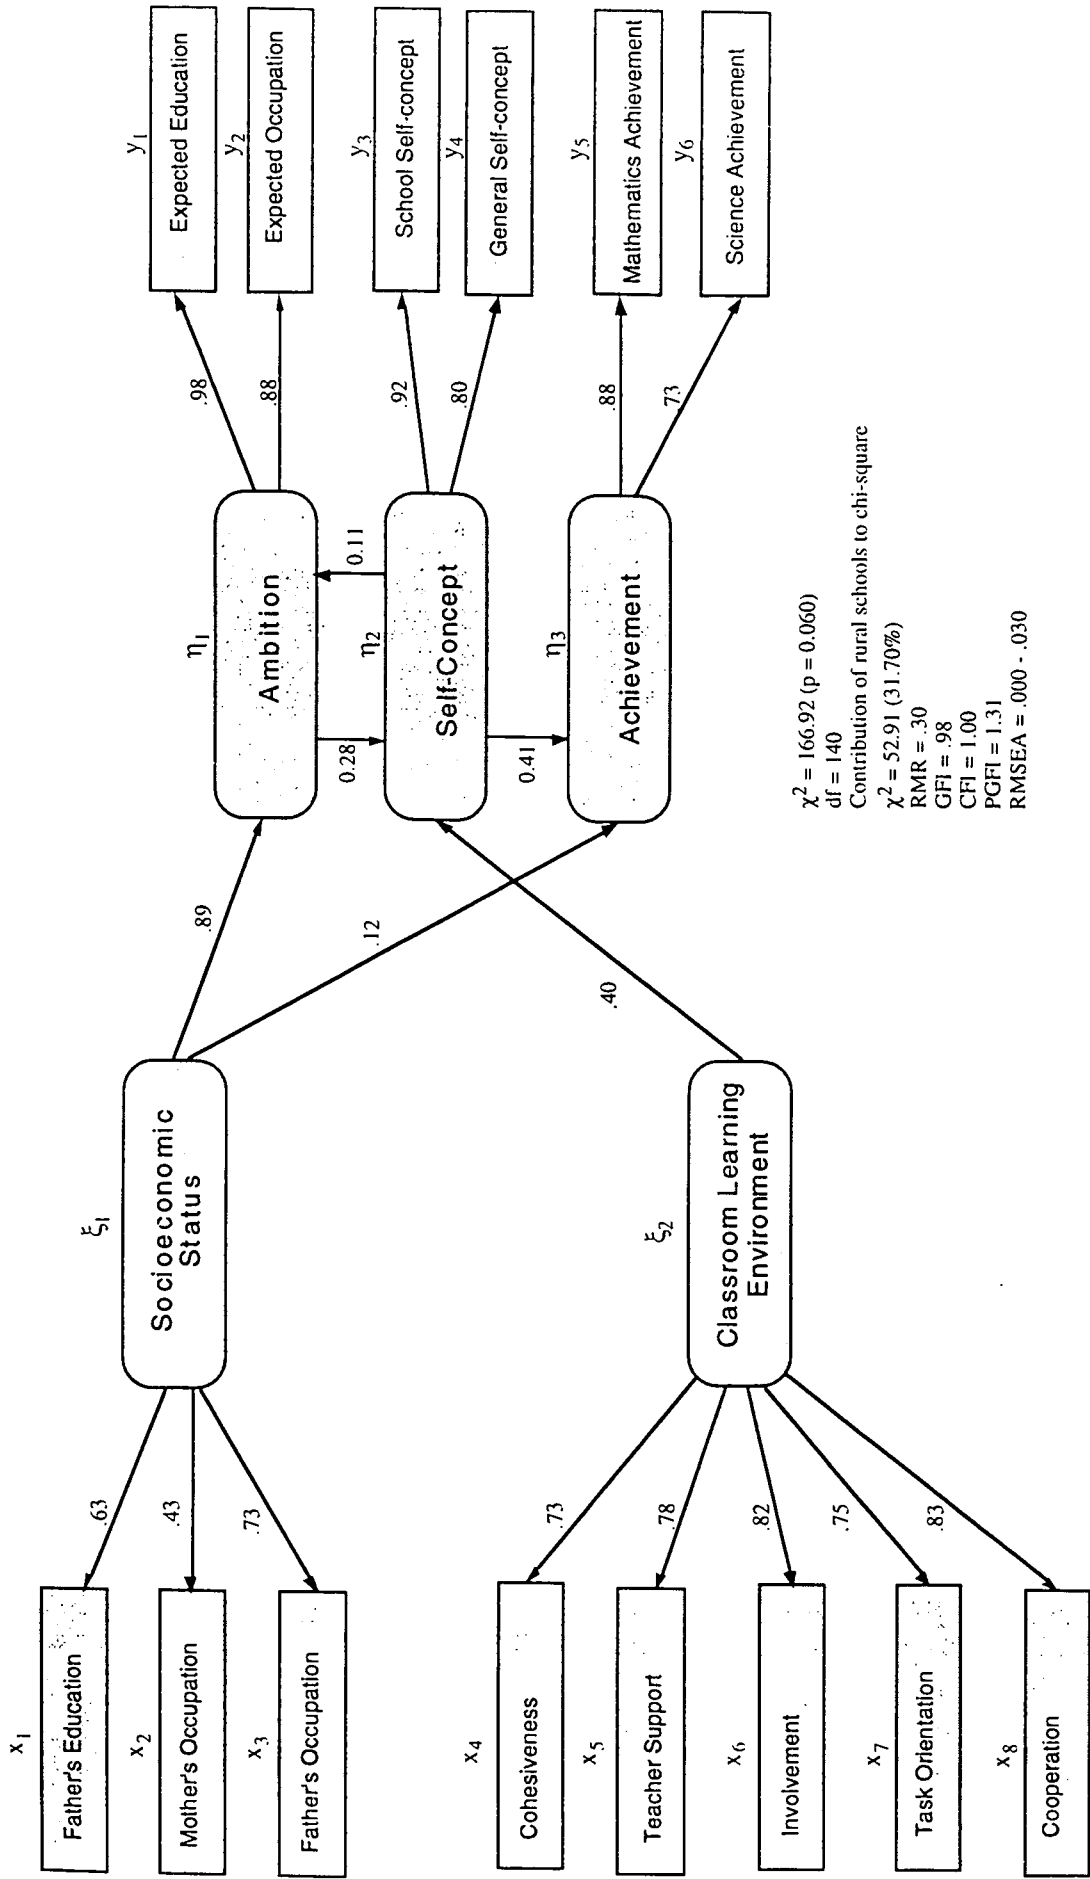 x1
Father's Education
x2
Mother's Occupation
x3
Father's Occupation
x4
Cohesiveness
x5
Teacher Support
x6
Involvement
x7
Task Orientation
x8
Cooperation
.63
.43
.73
.73
.78
.82
.75
.83
ξ1
Socioeconomic
Status
ξ2
Classroom Learning
Environment
.89
.12
.40
η1
Ambition
0.28
0.11
η2
Self-Concept
0.41
η3
Achievement
.98
.88
.92
.80
.88
.73
y1
Expected Education
y2
Expected Occupation
y3
School Self-concept
y4
General Self-concept
y5
Mathematics Achievement
y6
Science Achievement
χ² = 166.92 (p = 0.060)
df = 140
Contribution of rural schools to chi-square
χ² = 52.91 (31.70%)
RMR = .30
GFI = .98
CFI = 1.00
PGFI = 1.31
RMSEA = .000 - .030